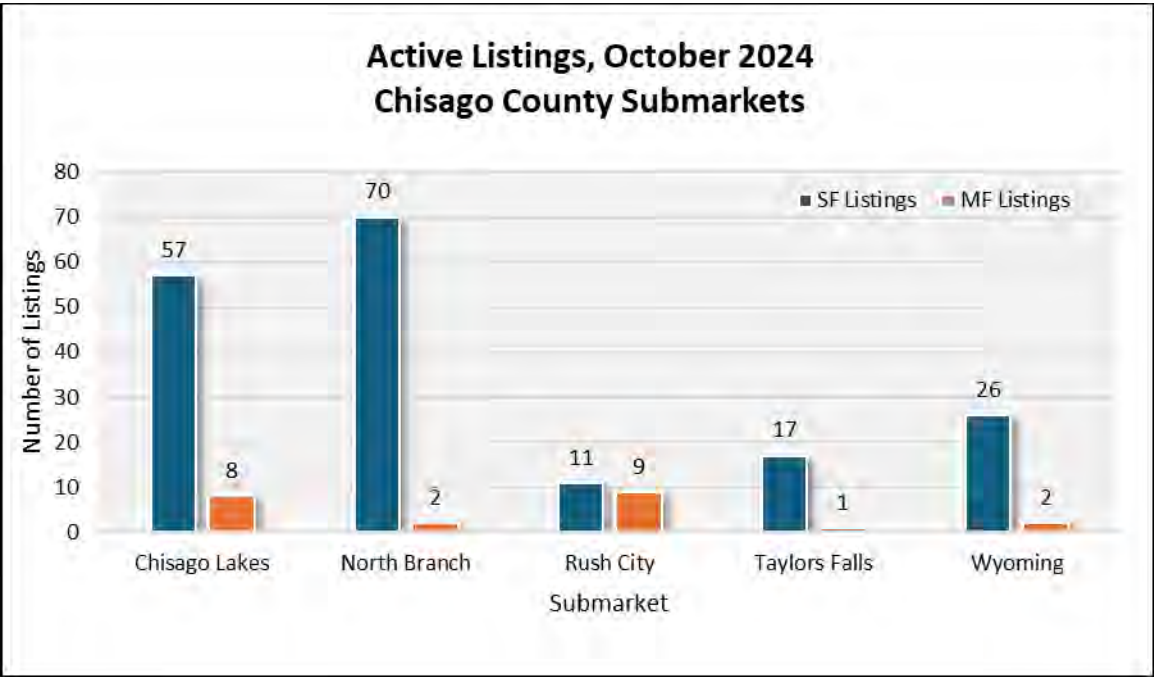 Active Listings, October 2024
Chisago County Submarkets
80
70
60
50
40
30
20
10
0
Number of Listings
SF Listings
MF Listings
57
8
70
2
11
9
17
1
26
2
Chisago Lakes
North Branch
Rush City
Taylors Falls
Wyoming
Submarket